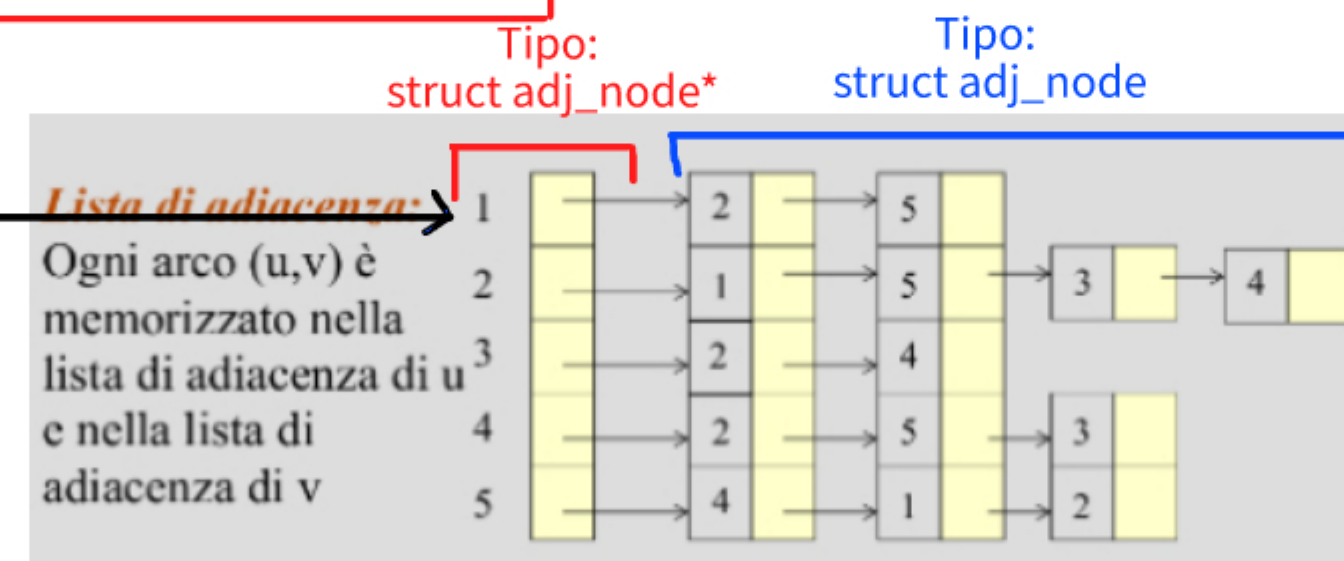 Tipo:
struct adj_node*
Tipo:
struct adj_node
Lista di adiacenza:
Ogni arco (u,v) è
memorizzato nella
lista di adiacenza di u
e nella lista di
adiacenza di v
1 2 5
2 1 5 3 4
3 2 4
4 2 5 3
5 4 1 2